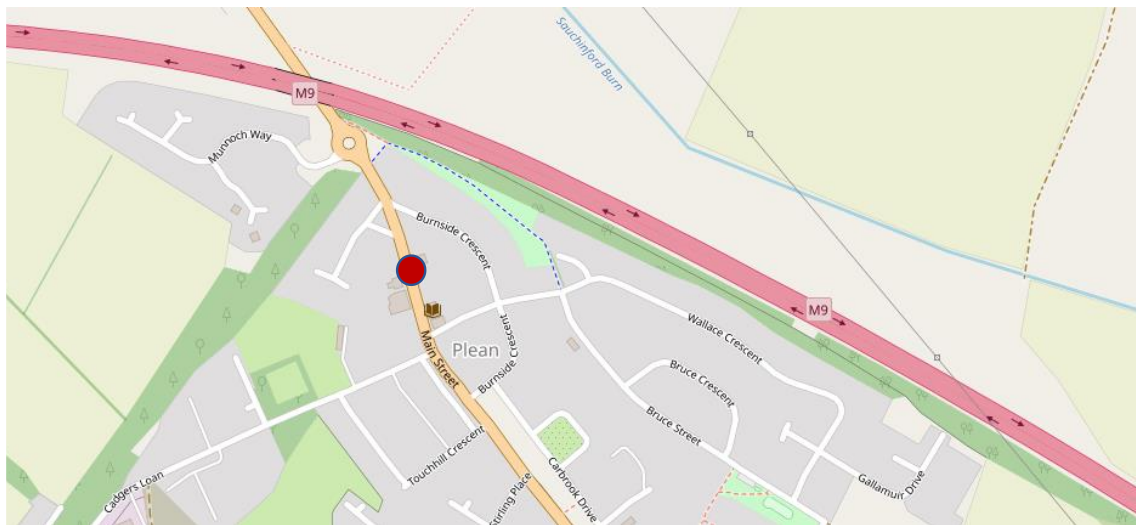 Sauchinford Burn
M9
Munnoch Way
Burnside Crescent
M9
Wallace Crescent
Main Street
Plean
Burnside Crescent
Bruce Crescent
Bruce Street
Touchhill Crescent
Carbrook Drive
Stirling Place
Gallamuir Drive
Cadgers Loan